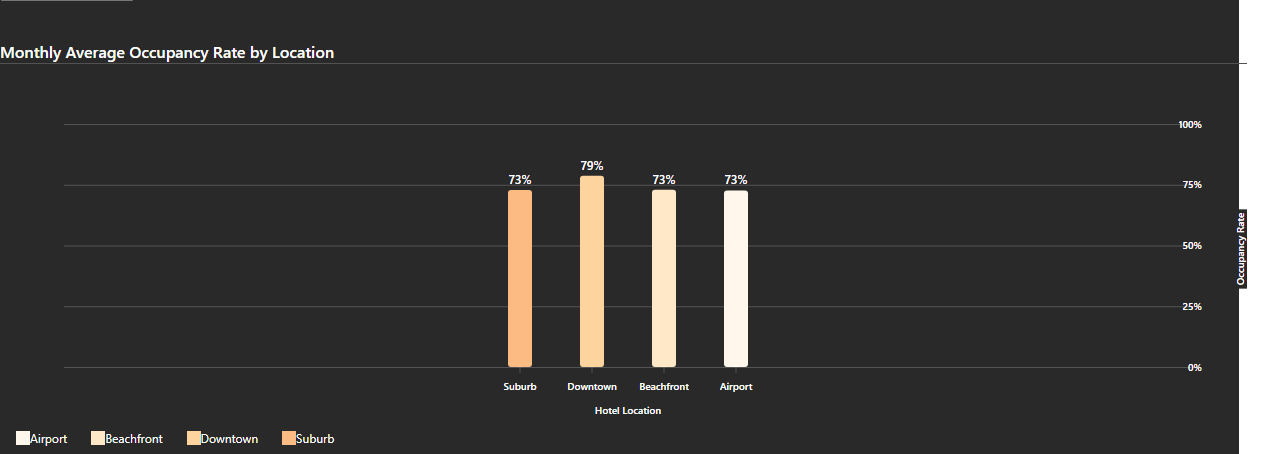 Monthly Average Occupancy Rate by Location
100%
79%
73% 73% 73%
75%
50%
Occupancy Rate
25%
0%
Suburb Downtown Beachfront Airport
Hotel Location
Airport Beachfront Downtown Suburb